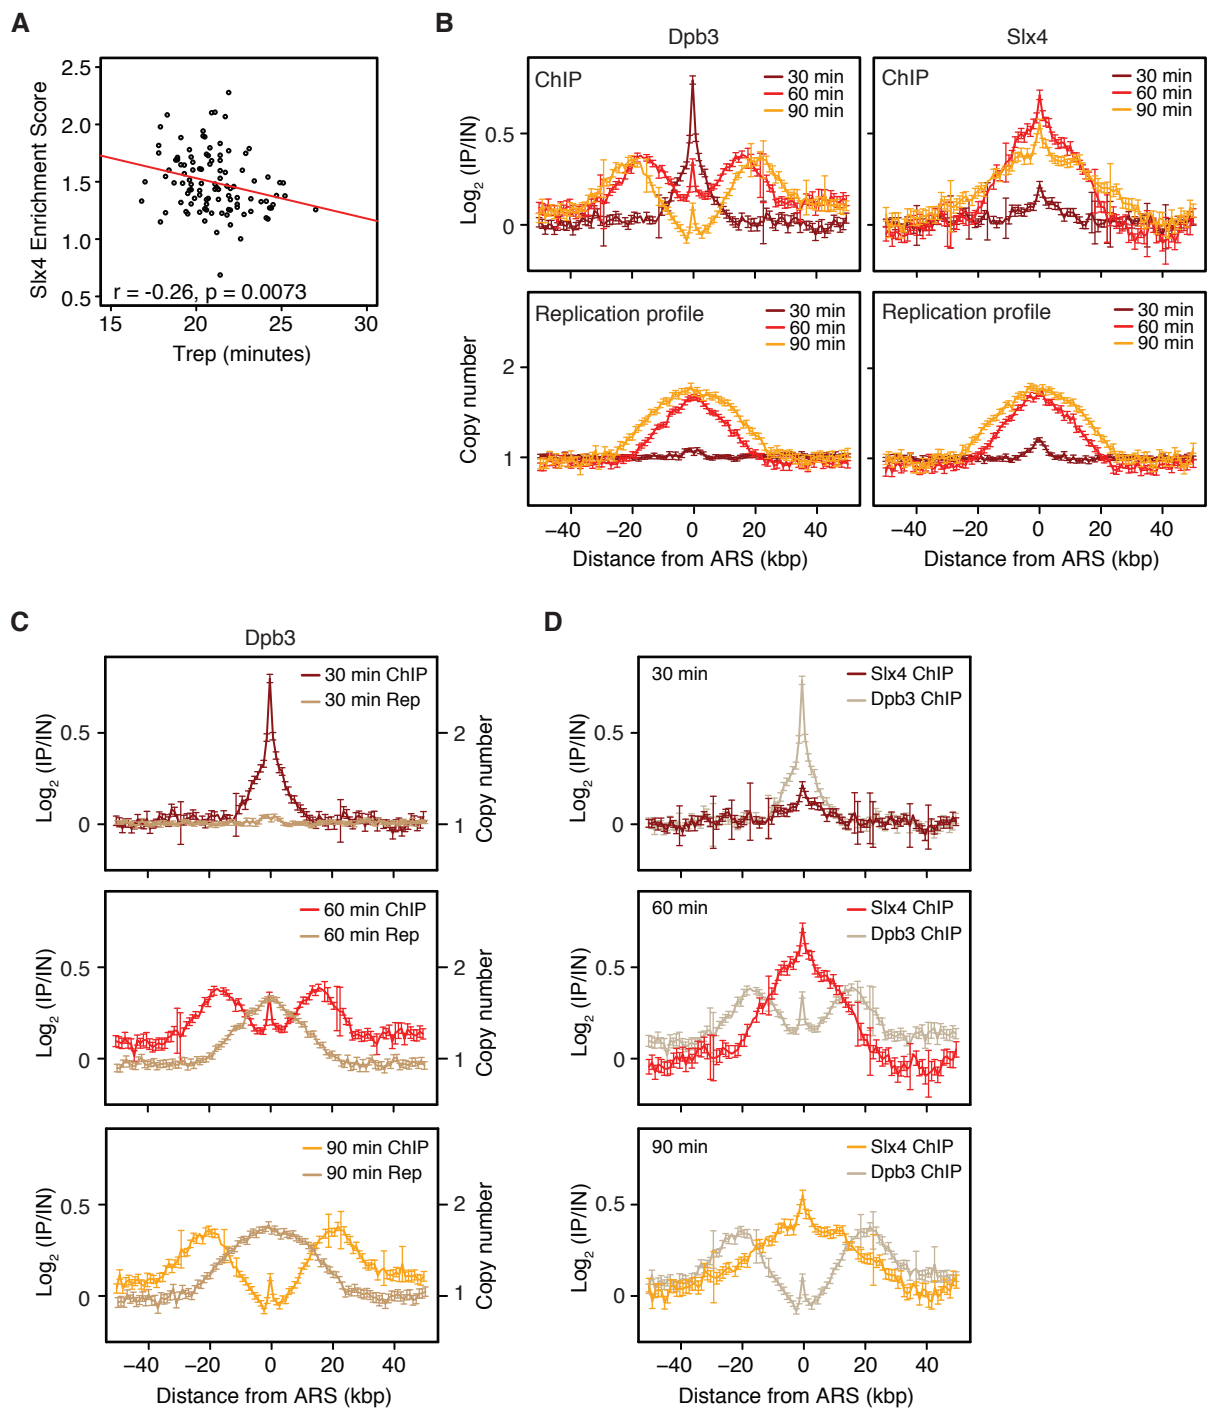 A
2.5
2.0
1.5
1.0
0.5
Slx4 Enrichment Score
r = -0.26, p = 0.0073
15 20 25 30
Trep (minutes)
B
Dpb3
Slx4
ChIP
30 min
60 min
90 min
0.5
0
Log2 (IP/IN)
ChIP
30 min
60 min
90 min
Replication profile
30 min
60 min
90 min
2
1
Copy number
−40 −20 0 20 40
Distance from ARS (kbp)
Replication profile
30 min
60 min
90 min
−40 −20 0 20 40
Distance from ARS (kbp)
C
Dpb3
30 min ChIP
30 min Rep
0.5
0
Log2 (IP/IN)
2
1
Copy number
60 min ChIP
60 min Rep
0.5
0
Log2 (IP/IN)
2
1
Copy number
90 min ChIP
90 min Rep
0.5
0
Log2 (IP/IN)
2
1
Copy number
−40 −20 0 20 40
Distance from ARS (kbp)
D
30 min
Slx4 ChIP
Dpb3 ChIP
0.5
0
Log2 (IP/IN)
60 min
Slx4 ChIP
Dpb3 ChIP
0.5
0
Log2 (IP/IN)
90 min
Slx4 ChIP
Dpb3 ChIP
0.5
0
Log2 (IP/IN)
−40 −20 0 20 40
Distance from ARS (kbp)